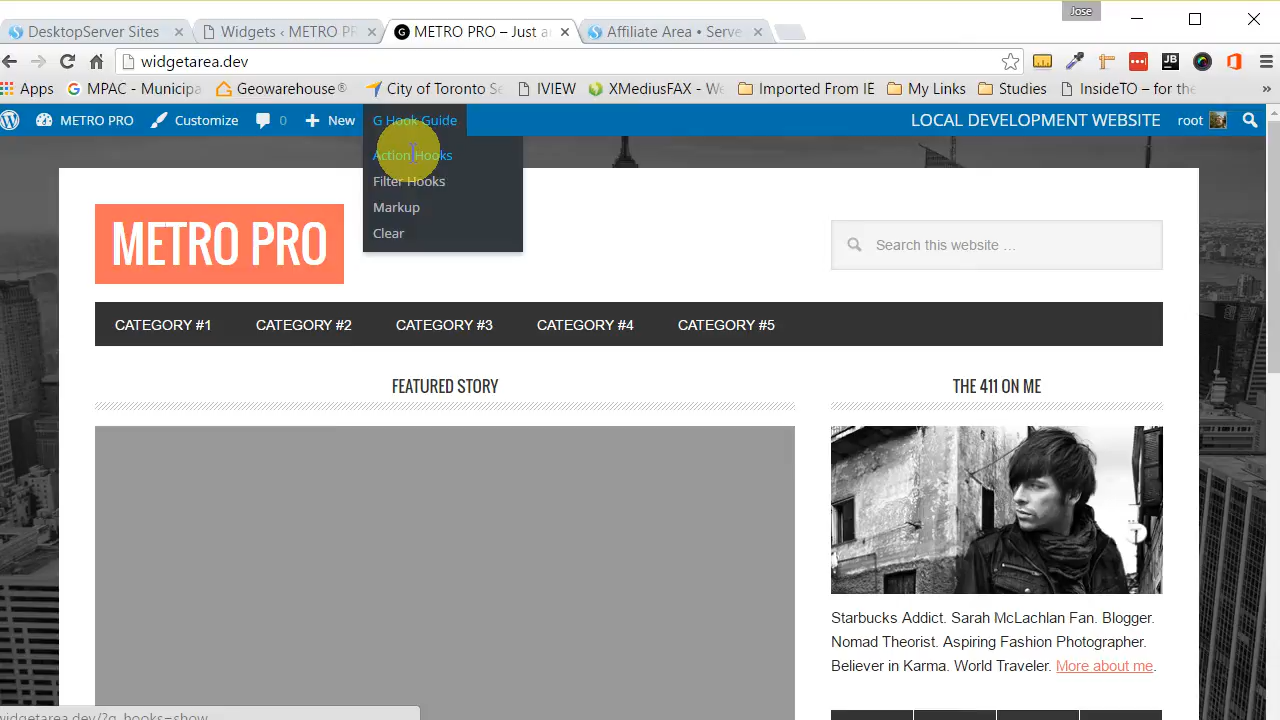 Jose
DesktopServer Sites
Widgets ‹ METRO PR
METRO PRO – Just a
Affiliate Area • Serve
widgetarea.dev/
Apps
MPAC - Municipa
Geowarehouse®
City of Toronto Se
IVIEW
XMediusFAX - We
Imported From IE
My Links
Studies
InsideTO – for the
»
METRO PRO
Customize
0
New
G Hook Guide
LOCAL DEVELOPMENT WEBSITE
root
Action Hooks
Filter Hooks
Markup
Clear
METRO PRO
Search this website ...
CATEGORY #1
CATEGORY #2
CATEGORY #3
CATEGORY #4
CATEGORY #5
FEATURED STORY
THE 411 ON ME
Starbucks Addict. Sarah McLachlan Fan. Blogger.
Nomad Theorist. Aspiring Fashion Photographer.
Believer in Karma. World Traveler. More about me.
widgetarea.dev/?g_hooks=show